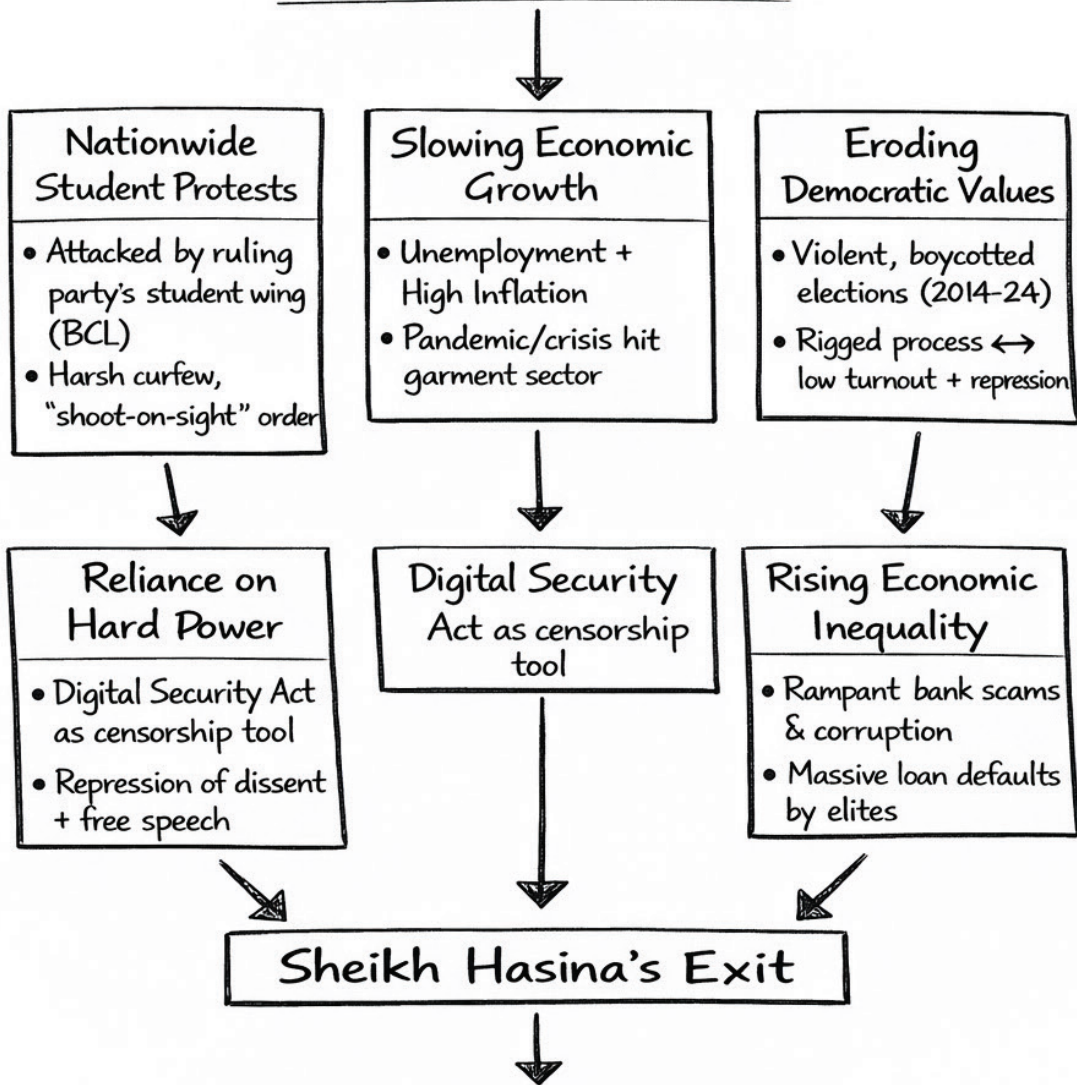 Nationwide
Student Protests
• Attacked by ruling
party's student wing
(BCL)
• Harsh curfew,
"shoot-on-sight" order
Slowing Economic
Growth
• Unemployment +
High Inflation
• Pandemic/crisis hit
garment sector
Eroding
Democratic Values
• Violent, boycotted
elections (2014-24)
• Rigged process ↔
low turnout + repression
Reliance on
Hard Power
• Digital Security Act
as censorship tool
• Repression of dissent
+ free speech
Digital Security
Act as censorship
tool
Rising Economic
Inequality
• Rampant bank scams
& corruption
• Massive loan defaults
by elites
Sheikh Hasina's Exit